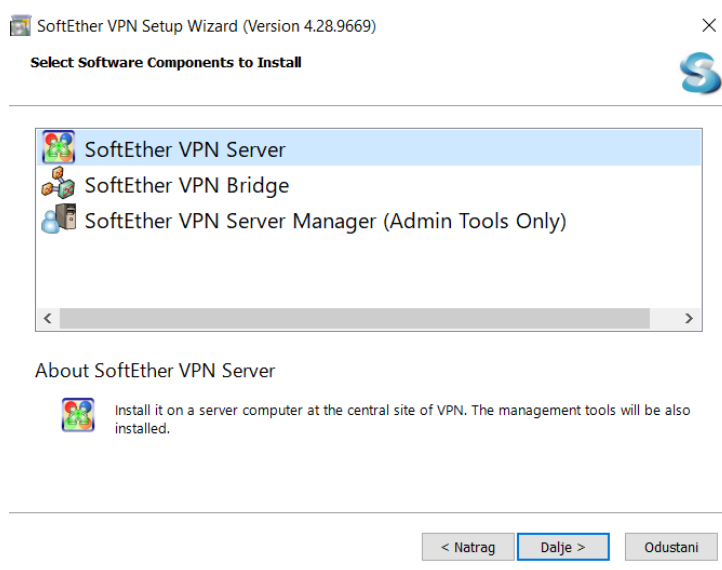 SoftEther VPN Setup Wizard (Version 4.28.9669)
Select Software Components to Install
SoftEther VPN Server
SoftEther VPN Bridge
SoftEther VPN Server Manager (Admin Tools Only)
About SoftEther VPN Server
Install it on a server computer at the central site of VPN. The management tools will be also
installed.
< Natrag Dalje > Odustani